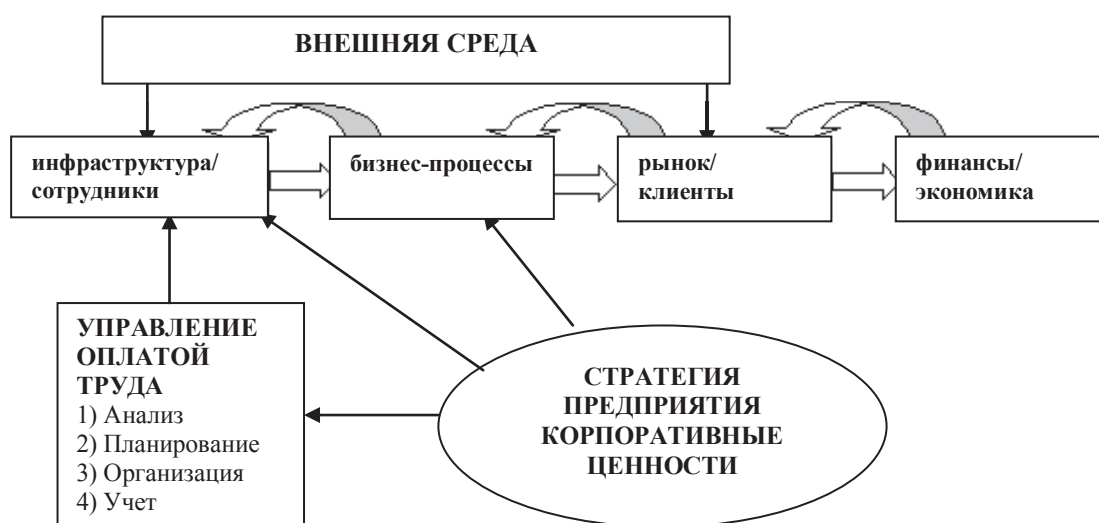 ВНЕШНЯЯ СРЕДА
инфраструктура/
сотрудники
бизнес-процессы
рынок/
клиенты
финансы/
экономика
УПРАВЛЕНИЕ
ОПЛАТОЙ
ТРУДА
1) Анализ
2) Планирование
3) Организация
4) Учет
СТРАТЕГИЯ
ПРЕДПРИЯТИЯ
КОРПОРАТИВНЫЕ
ЦЕННОСТИ